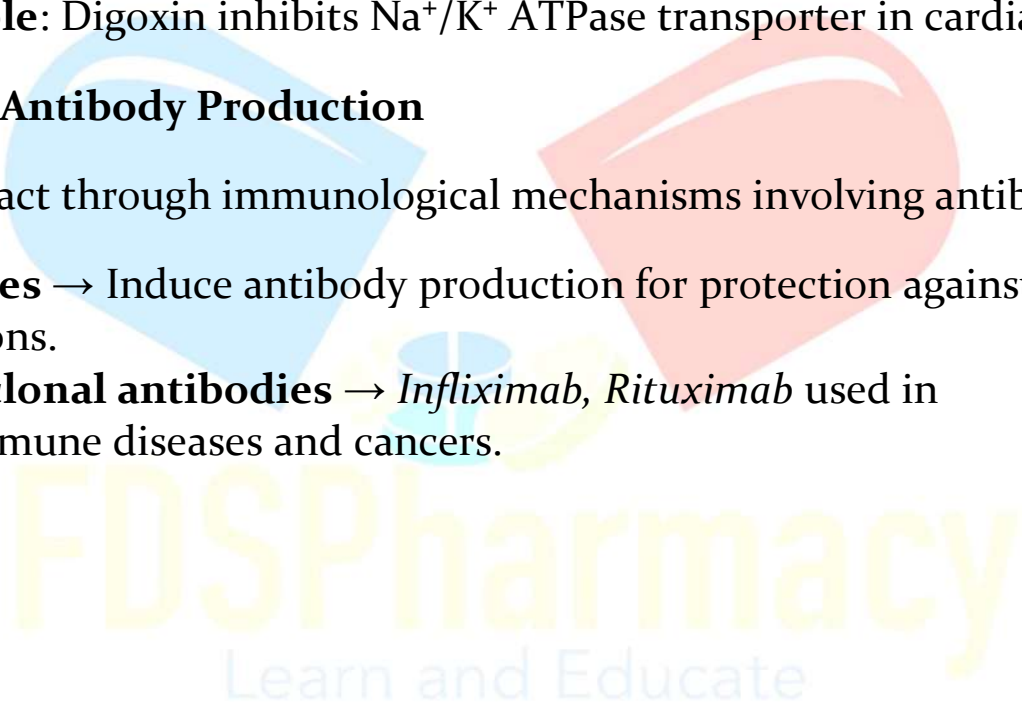 le: Digoxin inhibits Na⁺/K⁺ ATPase transporter in cardia
Antibody Production
act through immunological mechanisms involving antib
es → Induce antibody production for protection against
ons.
clonal antibodies → Infliximab, Rituximab used in
mune diseases and cancers.
FDSPharmacy
Learn and Educate